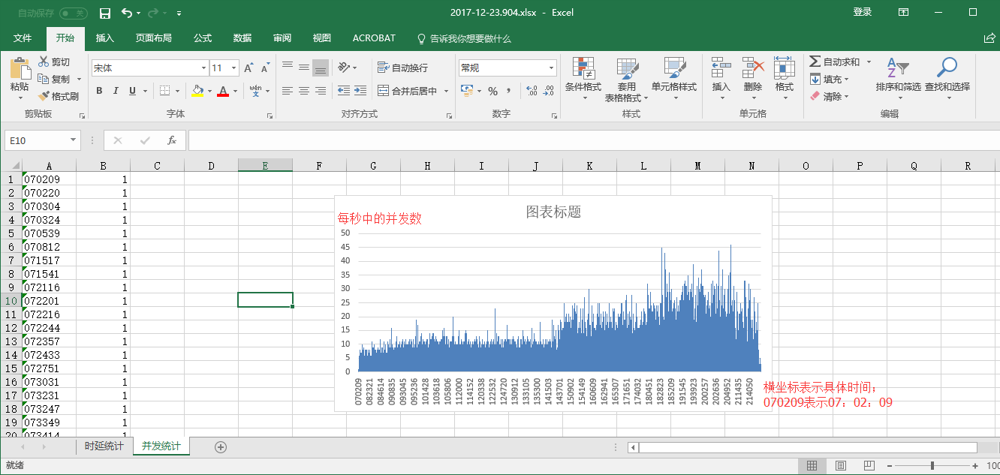 自动保存 关 2017-12-23.904.xlsx - Excel 登录
文件 开始 插入 页面布局 公式 数据 审阅 视图 ACROBAT 告诉我你想要做什么
粘贴 剪切 复制 格式刷 剪贴板
宋体 11 A A B I U A wén 文 字体
自动换行 合并后居中 对齐方式
常规 % , 数字
条件格式 套用表格格式 单元格样式 样式
插入 删除 格式 单元格
自动求和 填充 清除 排序和筛选 查找和选择 编辑
E10 fx
A B C D E F G H I J K L M N O P Q R
1 070209 1
2 070220 1
3 070304 1
4 070324 1
5 070539 1
6 070812 1
7 071517 1
8 071541 1
9 072116 1
10 072201 1
11 072216 1
12 072244 1
13 072357 1
14 072433 1
15 072751 1
16 073031 1
17 073231 1
18 073247 1
19 073349 1
20 073414 1
图表标题
每秒中的并发数
50
45
40
35
30
25
20
15
10
5
0
070209 082321 084614 090835 093045 095236 101428 103618 105806 112000 114152 120338 122532 124720 130912 133105 135300 141503 143701 150902 154149 160609 162941 165307 171651 174032 180451 182823 185209 191545 193923 200257 202636 204952 211435 214050
横坐标表示具体时间；
070209表示07：02：09
时延统计 并发统计
就绪 100